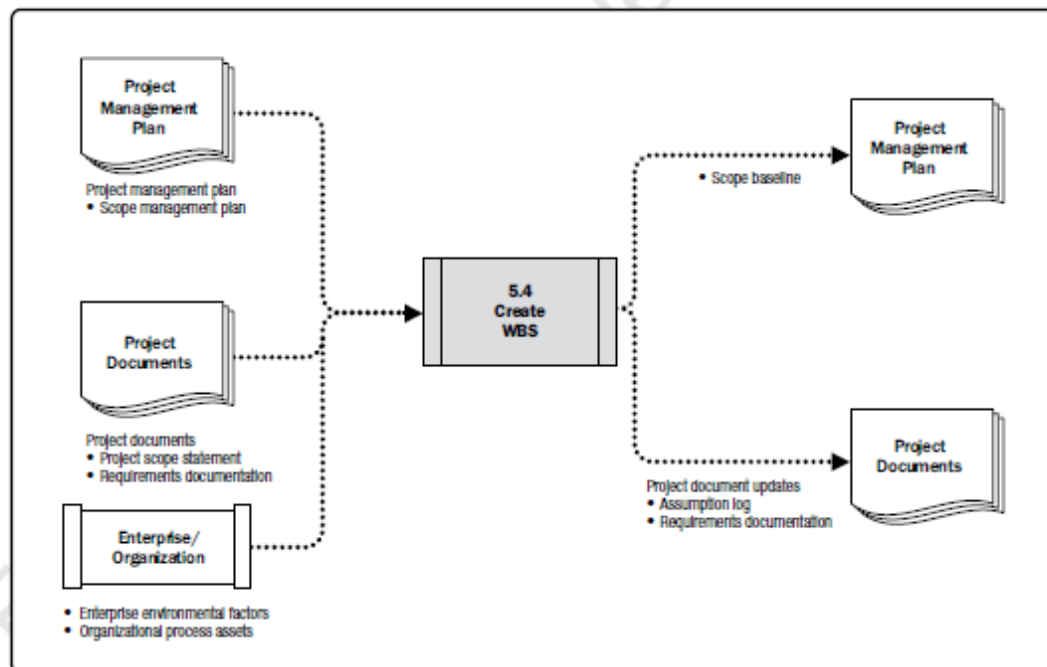 Project
Management
Plan
Project management plan
• Scope management plan
Project
Documents
Project documents
• Project scope statement
• Requirements documentation
Enterprise/
Organization
• Enterprise environmental factors
• Organizational process assets
5.4
Create
WBS
• Scope baseline
Project
Management
Plan
Project document updates
• Assumption log
• Requirements documentation
Project
Documents